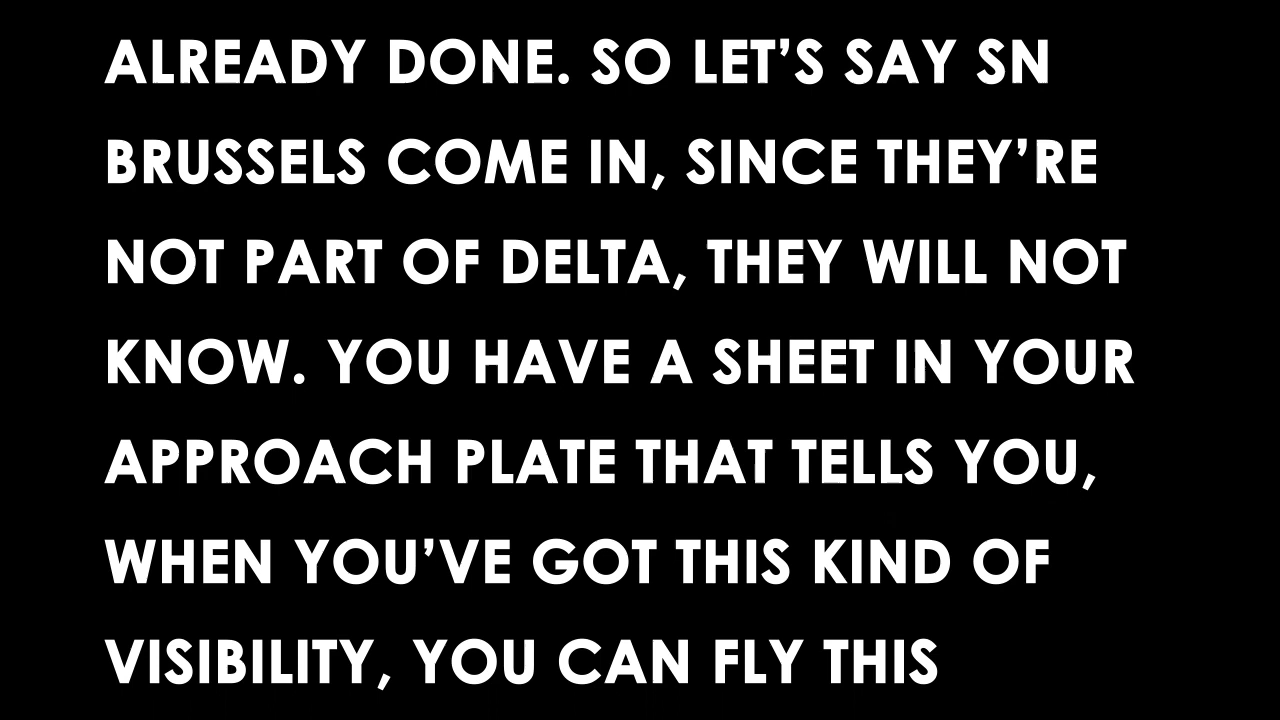 ALREADY DONE. SO LET’S SAY SN
BRUSSELS COME IN, SINCE THEY’RE
NOT PART OF DELTA, THEY WILL NOT
KNOW. YOU HAVE A SHEET IN YOUR
APPROACH PLATE THAT TELLS YOU,
WHEN YOU’VE GOT THIS KIND OF
VISIBILITY, YOU CAN FLY THIS